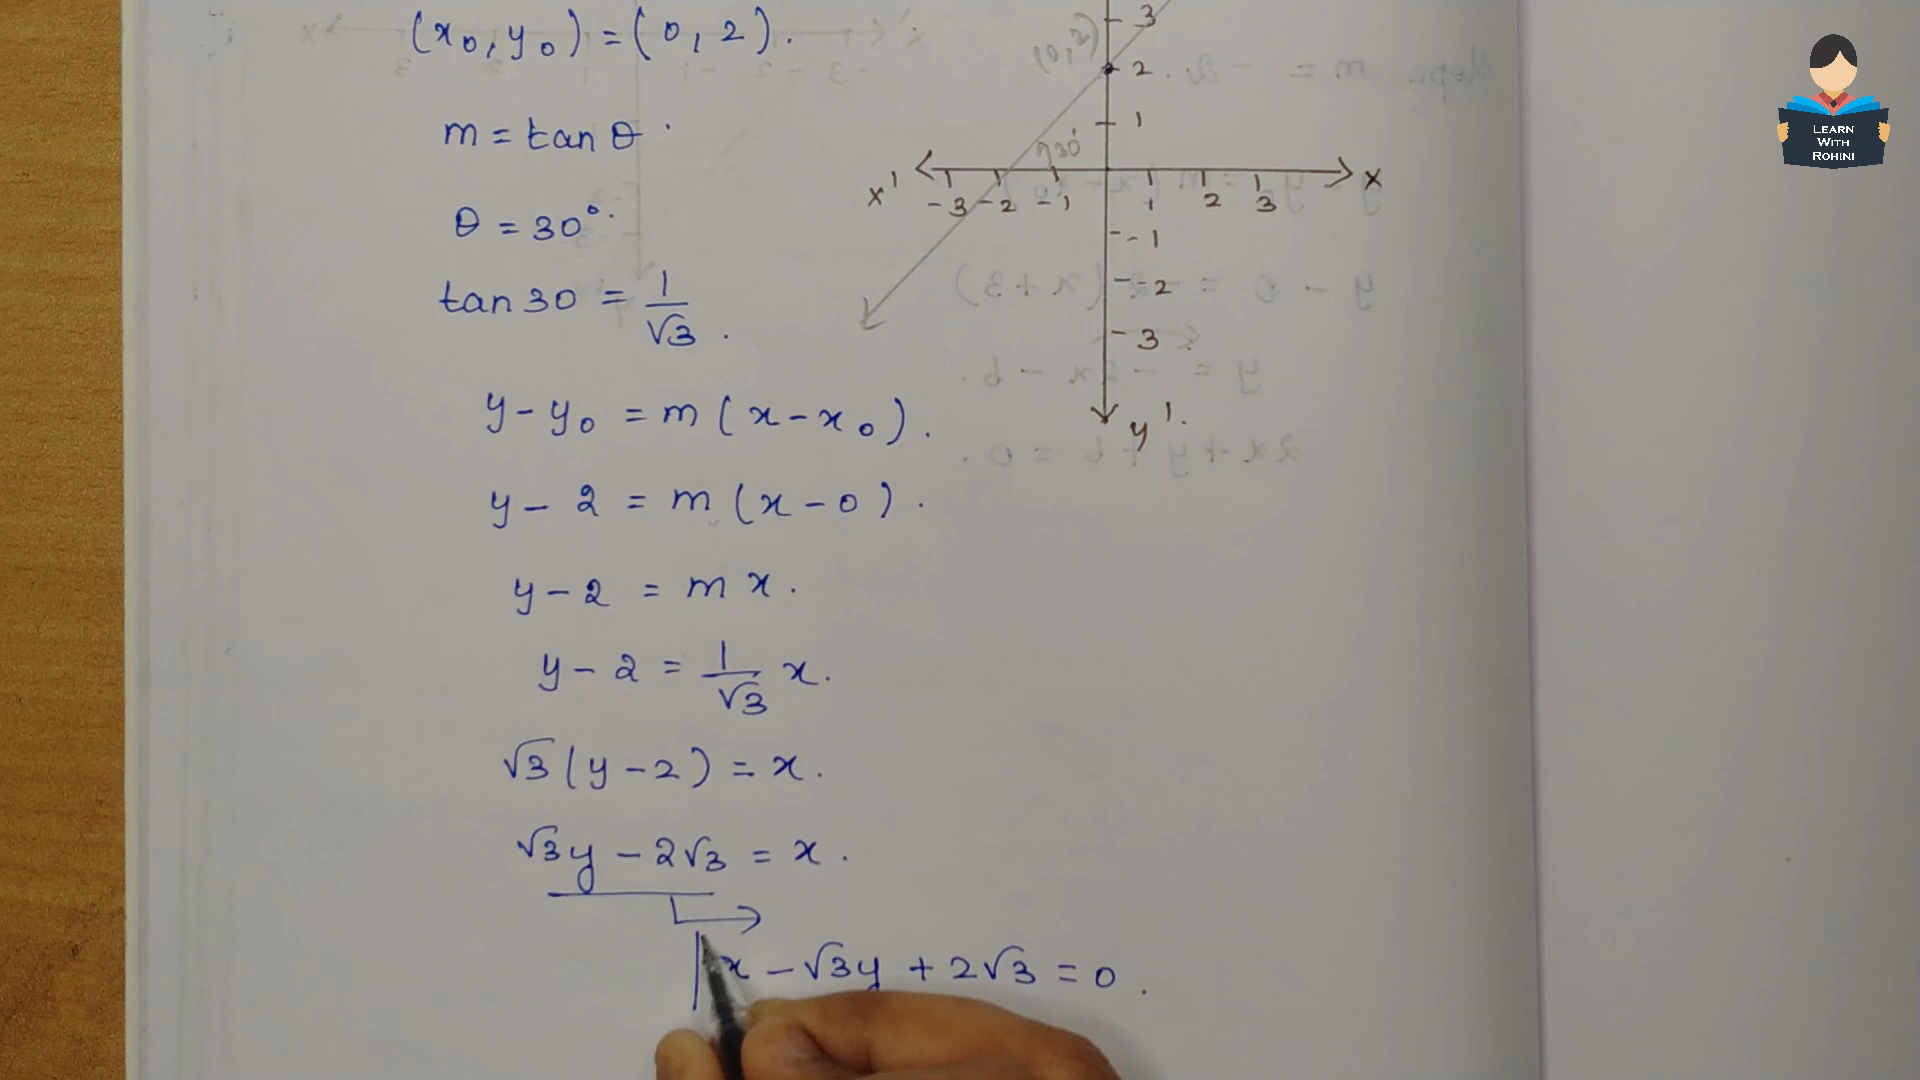 (x₀, y₀) = (0, 2).
m = tan θ.
θ = 30°.
tan 30 = 1/√3.
y - y₀ = m (x - x₀).
y - 2 = m (x - 0).
y - 2 = m x.
y - 2 = 1/√3 x.
√3 (y - 2) = x.
√3y - 2√3 = x.
x - √3y + 2√3 = 0.
3
(0, 2)
2
1
30°
x' -3 -2 -1 1 2 3 x
-1
-2
-3
y'.
LEARN
With
ROHINI